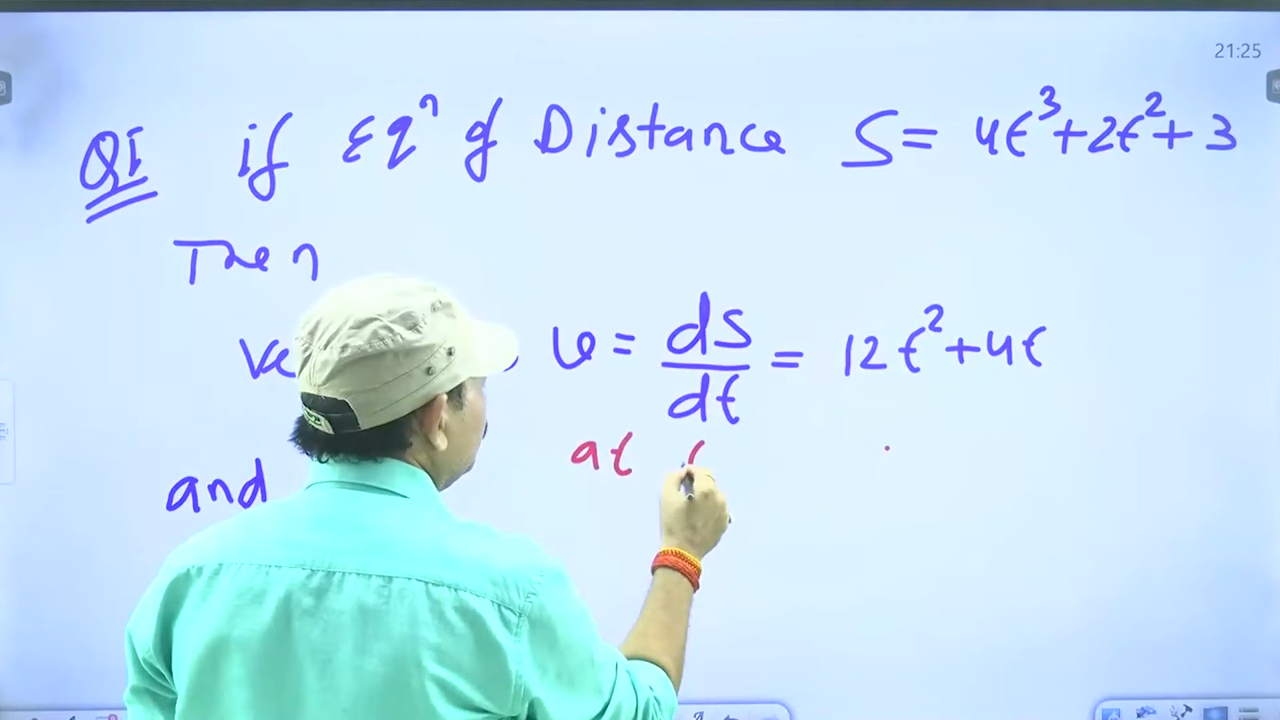 21:25
Q1 if Eqⁿ of Distance S = 4t³+2t²+3
Then
v = ds/dt = 12t²+4t
at
and